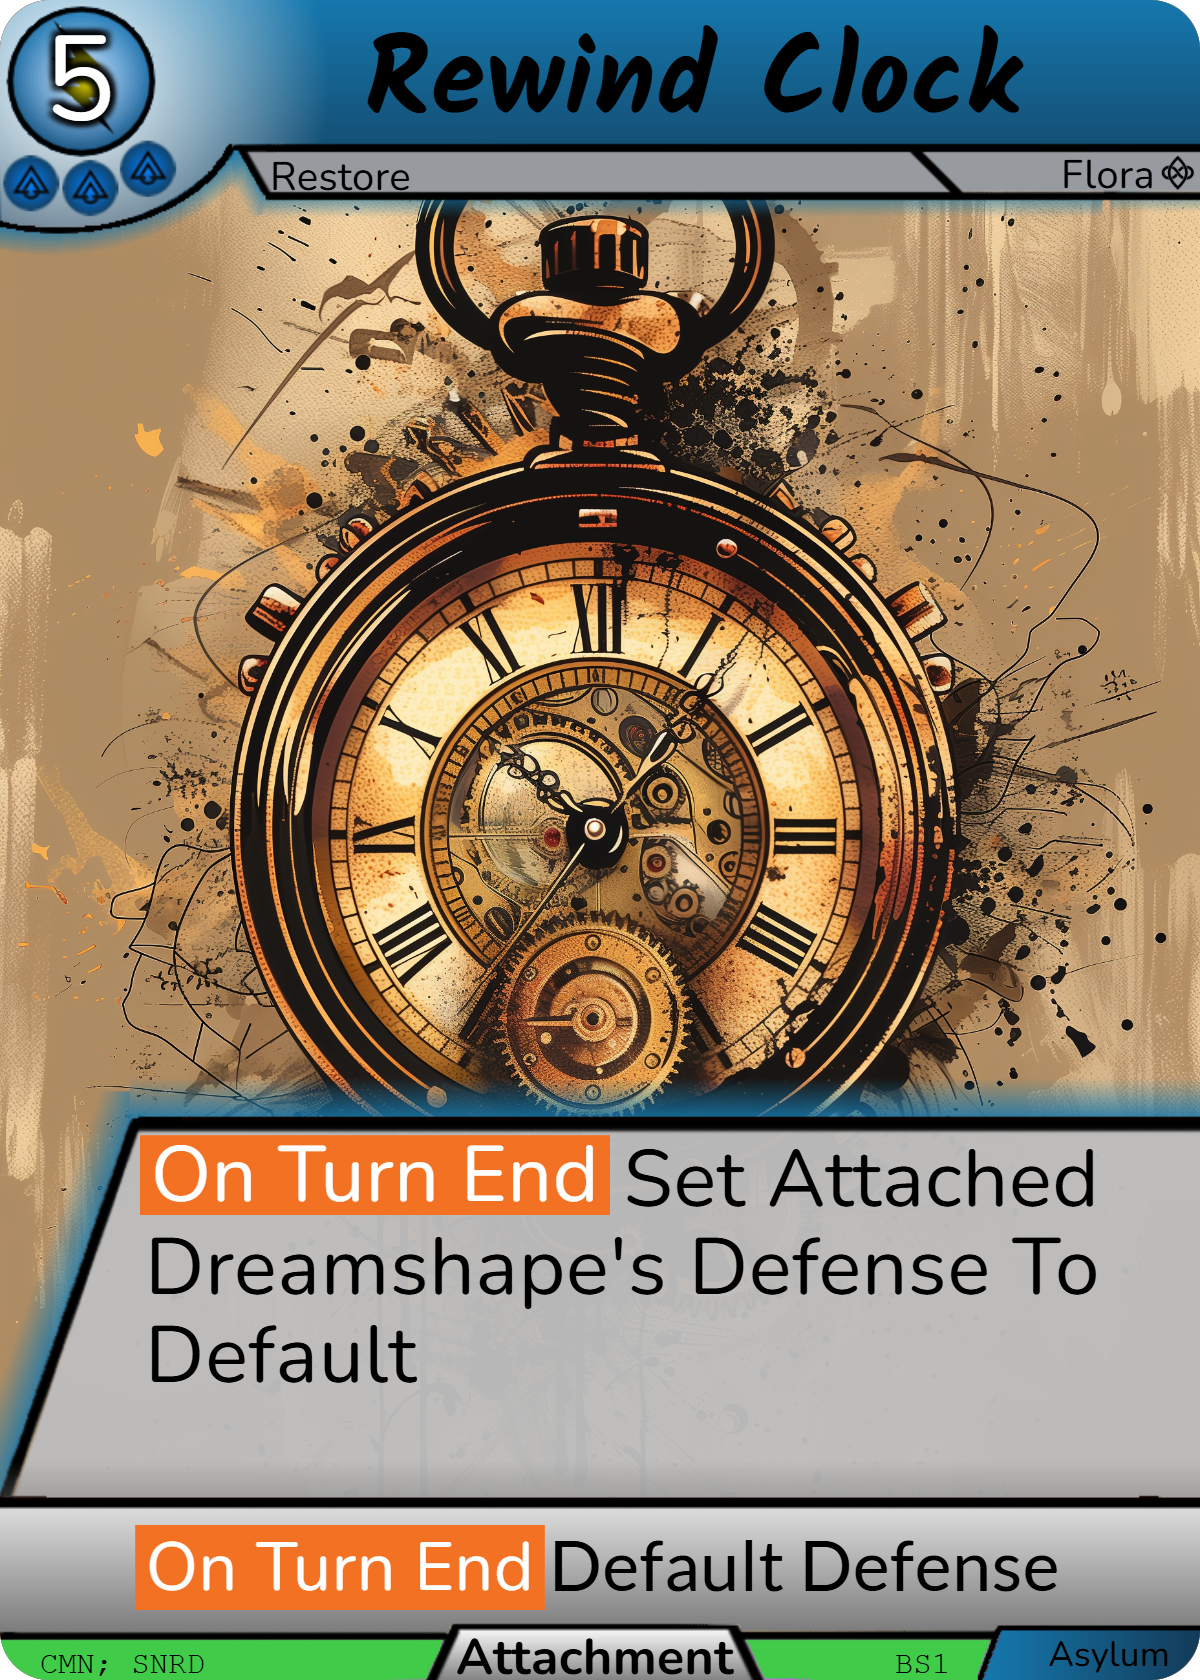 5
Rewind Clock
Restore
Flora
On Turn End Set Attached
Dreamshape's Defense To
Default
On Turn End Default Defense
CMN; SNRD
Attachment
BS1
Asylum